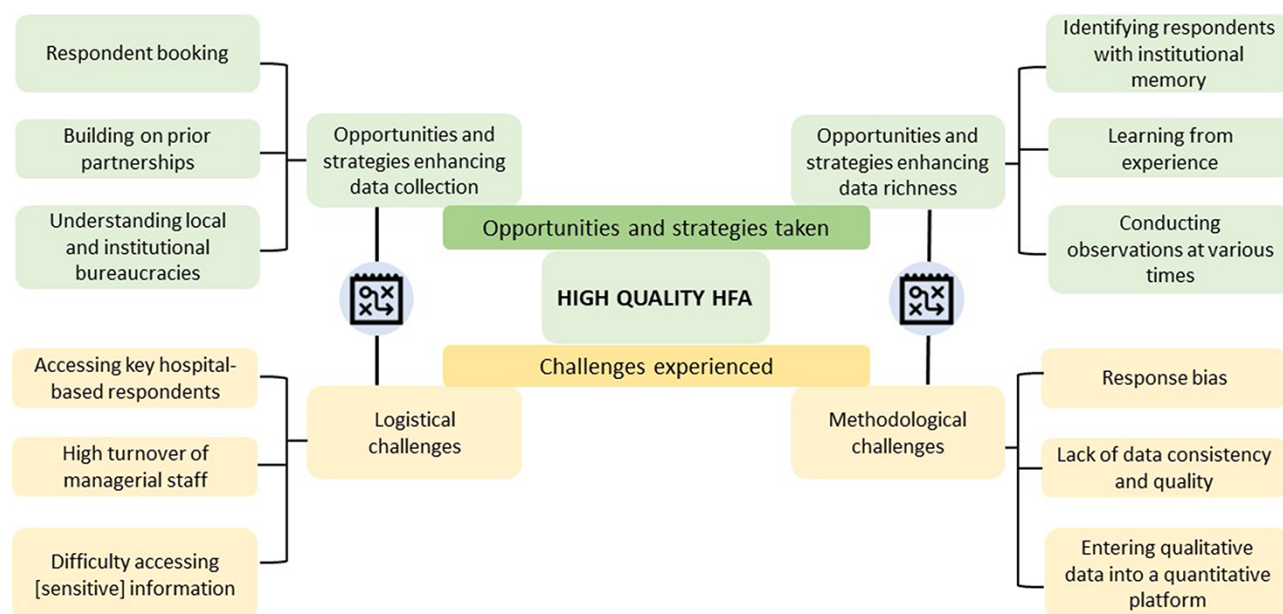 Respondent booking
Building on prior
partnerships
Understanding local
and institutional
bureaucracies
Opportunities and
strategies enhancing
data collection
Opportunities and
strategies enhancing
data richness
Identifying respondents
with institutional
memory
Learning from
experience
Conducting
observations at various
times
Opportunities and strategies taken
HIGH QUALITY HFA
Challenges experienced
Accessing key hospital-
based respondents
High turnover of
managerial staff
Difficulty accessing
[sensitive] information
Logistical
challenges
Methodological
challenges
Response bias
Lack of data consistency
and quality
Entering qualitative
data into a quantitative
platform